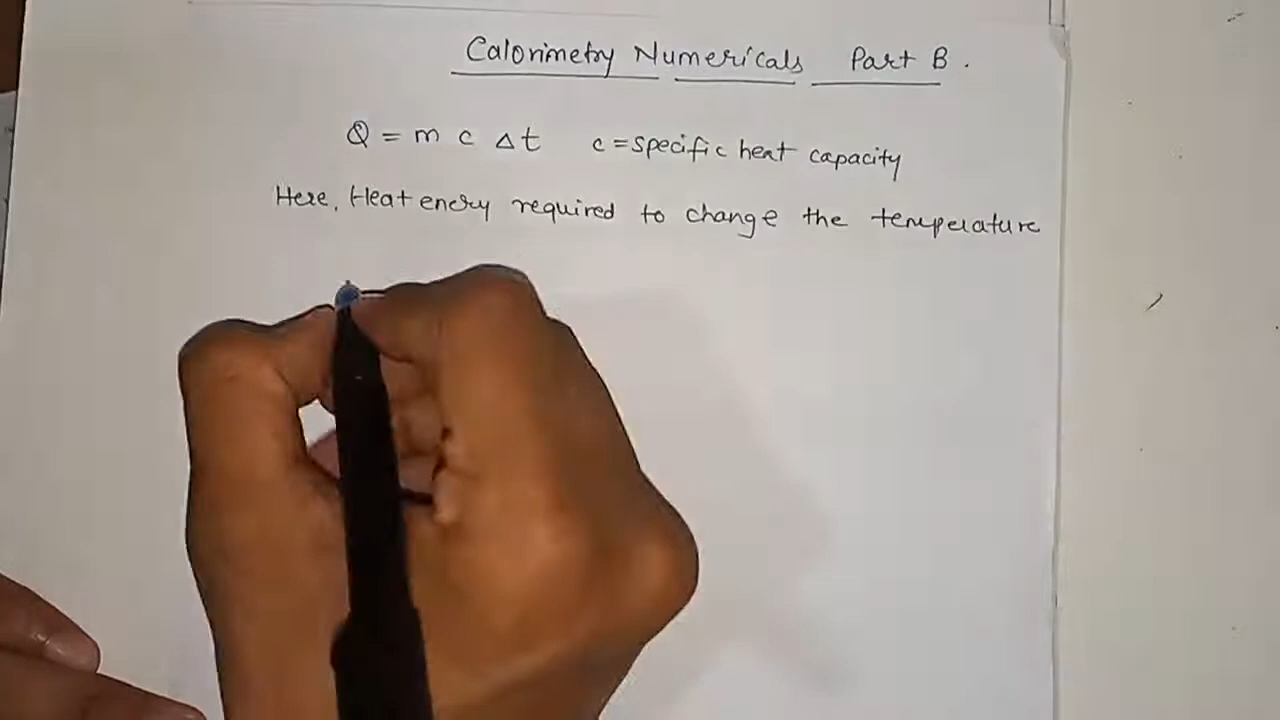 Calorimetry Numericals Part B.
Q = m c Δt c = specific heat capacity
Here, Heat enery required to change the temperature